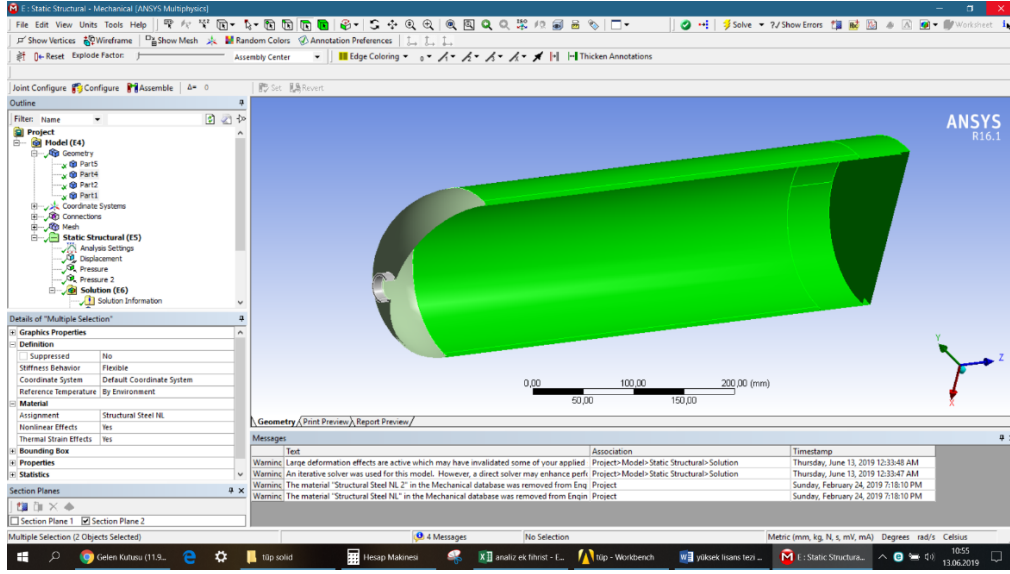 E : Static Structural - Mechanical [ANSYS Multiphysics]
File Edit View Units Tools Help
Solve ?/ Show Errors Worksheet
Show Vertices Wireframe Show Mesh Random Colors Annotation Preferences
Reset Explode Factor: Assembly Center Edge Coloring Thicken Annotations
Joint Configure Configure Assemble Δ= 0 Set Revert
Outline
Filter: Name
Project
Model (E4)
Geometry
Part5
Part4
Part2
Part1
Coordinate Systems
Connections
Mesh
Static Structural (E5)
Analysis Settings
Displacement
Pressure
Pressure 2
Solution (E6)
Solution Information
Details of "Multiple Selection"
Graphics Properties
Definition
Suppressed No
Stiffness Behavior Flexible
Coordinate System Default Coordinate System
Reference Temperature By Environment
Material
Assignment Structural Steel NL
Nonlinear Effects Yes
Thermal Strain Effects Yes
Bounding Box
Properties
Statistics
Section Planes
Section Plane 1 Section Plane 2
ANSYS
R16.1
0,00 100,00 200,00 (mm)
50,00 150,00
Y
Z
X
Geometry Print Preview Report Preview
Messages
Text Association Timestamp
Warning Large deformation effects are active which may have invalidated some of your applied Project>Model>Static Structural>Solution Thursday, June 13, 2019 12:33:48 AM
Warning An iterative solver was used for this model. However, a direct solver may enhance perf Project>Model>Static Structural>Solution Thursday, June 13, 2019 12:33:47 AM
Warning The material "Structural Steel NL 2" in the Mechanical database was removed from Eng Project Sunday, February 24, 2019 7:18:10 PM
Warning The material "Structural Steel NL" in the Mechanical database was removed from Engin Project Sunday, February 24, 2019 7:18:10 PM
Multiple Selection (2 Objects Selected) 4 Messages No Selection Metric (mm, kg, N, s, mV, mA) Degrees rad/s Celsius
Gelen Kutusu (11.9... tüp solid Hesap Makinesi analiz ek fihrist - E... tüp - Workbench yüksek lisans tezi ... E : Static Structura... 10:55
13.06.2019